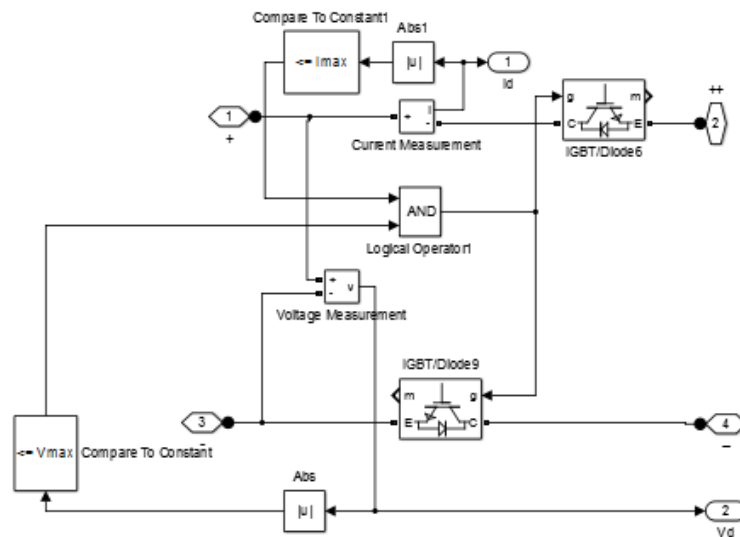 Compare To Constant1
Abs1
<= Imax
|u|
1
Id
++
g
m
1
+
+
i
-
C
E
2
Current Measurement
IGBT/Diode6
AND
Logical Operator1
+
-
v
Voltage Measurement
IGBT/Diode9
m
g
3
-
E
C
4
-
<= Vmax
Compare To Constant
Abs
|u|
2
Vd